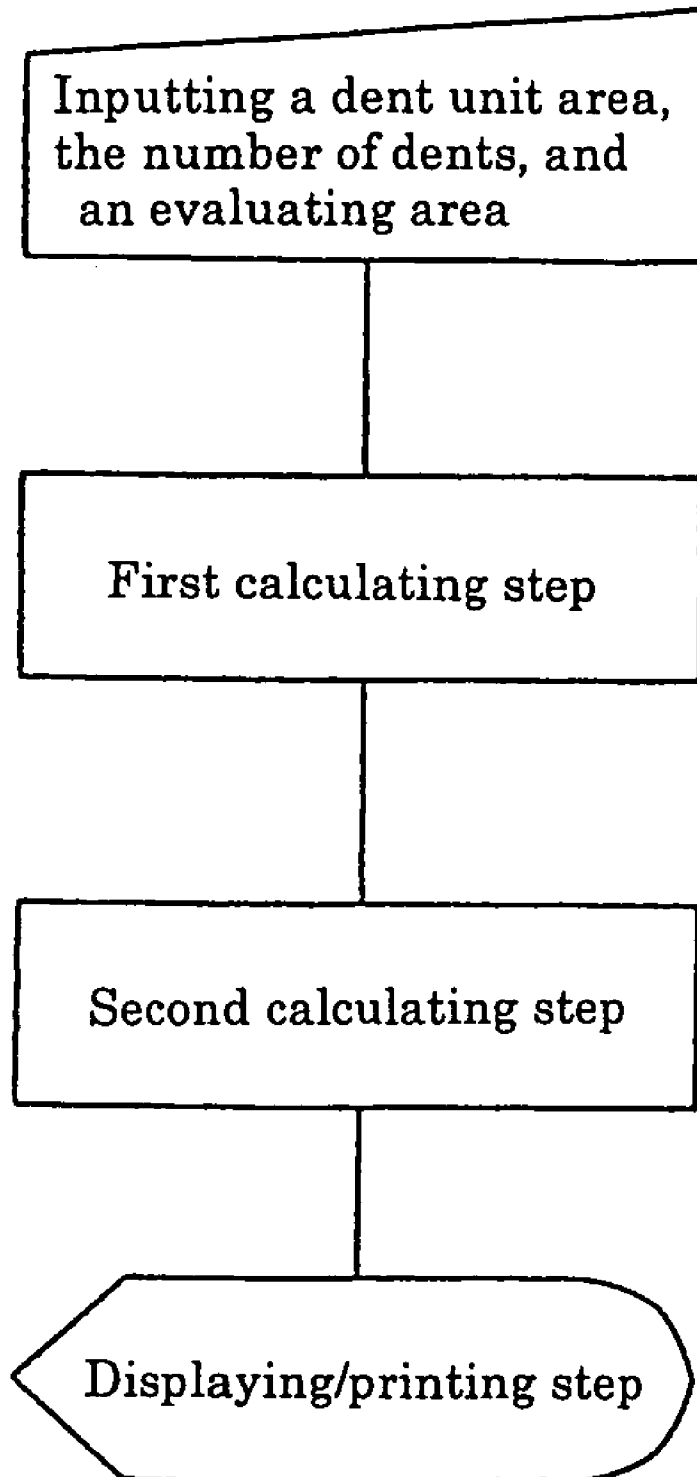 Inputting a dent unit area,
the number of dents, and
an evaluating area
First calculating step
Second calculating step
Displaying/printing step